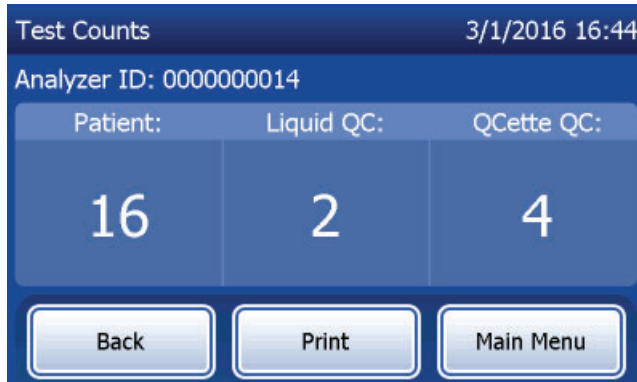 Test Counts 3/1/2016 16:44
Analyzer ID: 0000000014
Patient: Liquid QC: QCette QC:
16 2 4
Back Print Main Menu